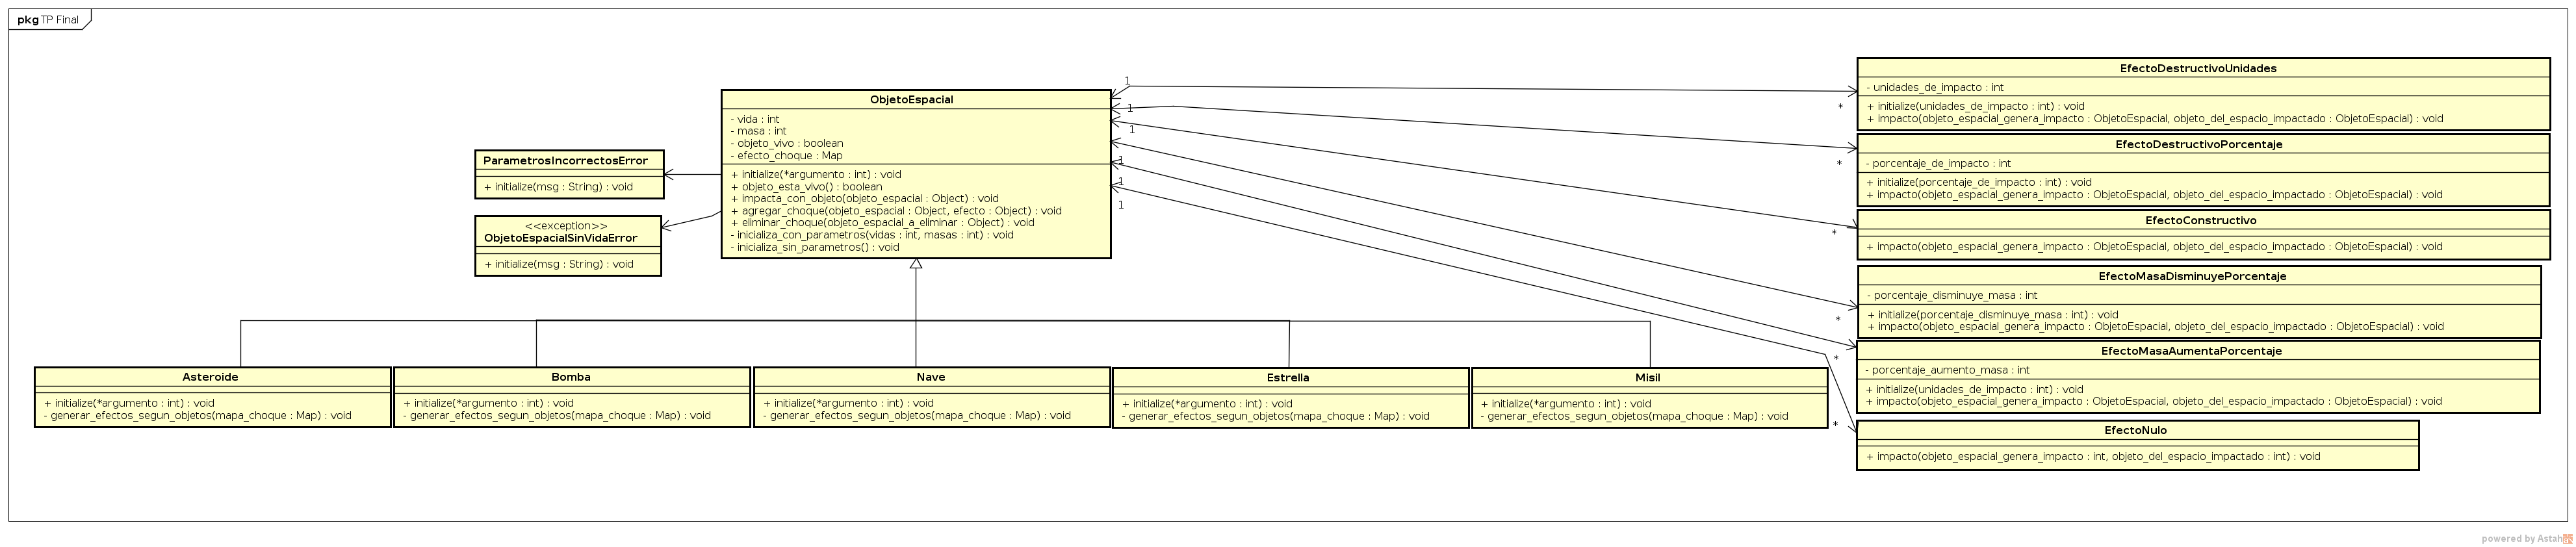 pkg TP Final
ObjetoEspacial
- vida : int
- masa : int
- objeto_vivo : boolean
- efecto_choque : Map
+ initialize(*argumento : int) : void
+ objeto_esta_vivo() : boolean
+ impacta_con_objeto(objeto_espacial : Object) : void
+ agregar_choque(objeto_espacial : Object, efecto : Object) : void
+ eliminar_choque(objeto_espacial_a_eliminar : Object) : void
- inicializa_con_parametros(vidas : int, masas : int) : void
- inicializa_sin_parametros() : void
ParametrosIncorrectosError
+ initialize(msg : String) : void
<<exception>>
ObjetoEspacialSinVidaError
+ initialize(msg : String) : void
1
1
1
1
1
1
*
*
*
*
*
*
EfectoDestructivoUnidades
- unidades_de_impacto : int
+ initialize(unidades_de_impacto : int) : void
+ impacto(objeto_espacial_genera_impacto : ObjetoEspacial, objeto_del_espacio_impactado : ObjetoEspacial) : void
EfectoDestructivoPorcentaje
- porcentaje_de_impacto : int
+ initialize(porcentaje_de_impacto : int) : void
+ impacto(objeto_espacial_genera_impacto : ObjetoEspacial, objeto_del_espacio_impactado : ObjetoEspacial) : void
EfectoConstructivo
+ impacto(objeto_espacial_genera_impacto : ObjetoEspacial, objeto_del_espacio_impactado : ObjetoEspacial) : void
EfectoMasaDisminuyePorcentaje
- porcentaje_disminuye_masa : int
+ initialize(porcentaje_disminuye_masa : int) : void
+ impacto(objeto_espacial_genera_impacto : ObjetoEspacial, objeto_del_espacio_impactado : ObjetoEspacial) : void
EfectoMasaAumentaPorcentaje
- porcentaje_aumento_masa : int
+ initialize(unidades_de_impacto : int) : void
+ impacto(objeto_espacial_genera_impacto : ObjetoEspacial, objeto_del_espacio_impactado : ObjetoEspacial) : void
EfectoNulo
+ impacto(objeto_espacial_genera_impacto : int, objeto_del_espacio_impactado : int) : void
Asteroide
+ initialize(*argumento : int) : void
- generar_efectos_segun_objetos(mapa_choque : Map) : void
Bomba
+ initialize(*argumento : int) : void
- generar_efectos_segun_objetos(mapa_choque : Map) : void
Nave
+ initialize(*argumento : int) : void
- generar_efectos_segun_objetos(mapa_choque : Map) : void
Estrella
+ initialize(*argumento : int) : void
- generar_efectos_segun_objetos(mapa_choque : Map) : void
Misil
+ initialize(*argumento : int) : void
- generar_efectos_segun_objetos(mapa_choque : Map) : void
powered by Astah